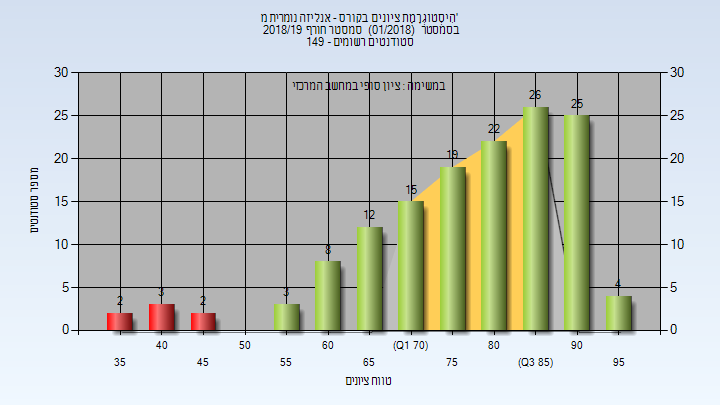 הִיסְטוֹגְרָמַת ציונים בקורס - אנליזה נומרית מ'
בסמסטר (01/2018) סמסטר חורף 2018/19
סטודנטים רשומים - 149
במשימה : ציון סופי במחשב המרכזי
מספר סטודנטים
30 30
25 25
20 20
15 15
10 10
5 5
0 0
2 3 2 3 8 12 15 19 22 26 25 4
35 40 45 50 55 60 65 (Q1 70) 75 80 (Q3 85) 90 95
טווח ציונים